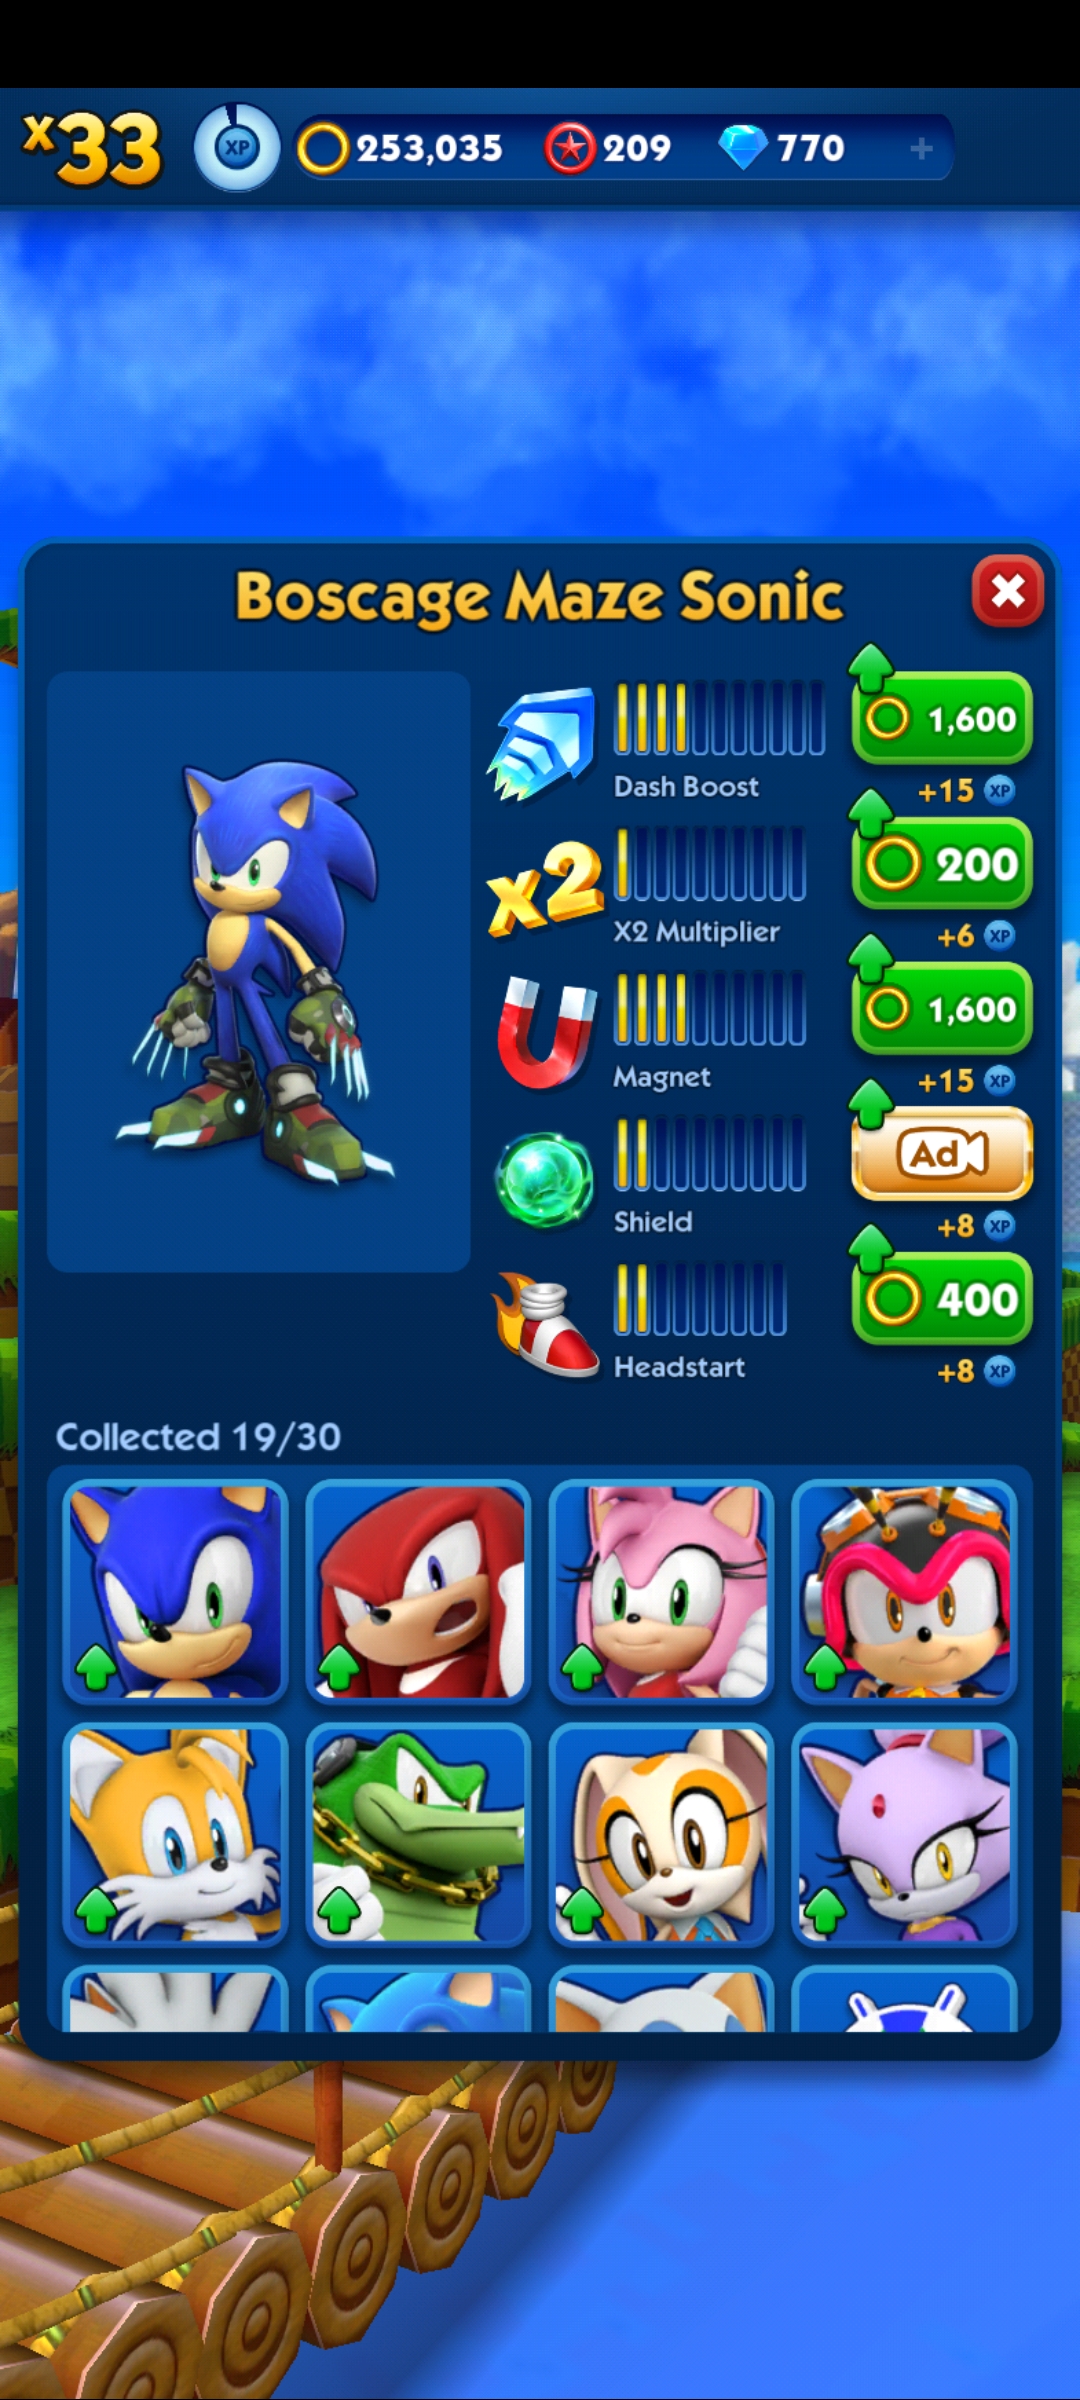 x33 XP 253,035 209 770 +
Boscage Maze Sonic
1,600
Dash Boost
+15 XP
x2
200
X2 Multiplier
+6 XP
1,600
Magnet
+15 XP
Ad
Shield
+8 XP
400
Headstart
+8 XP
Collected 19/30